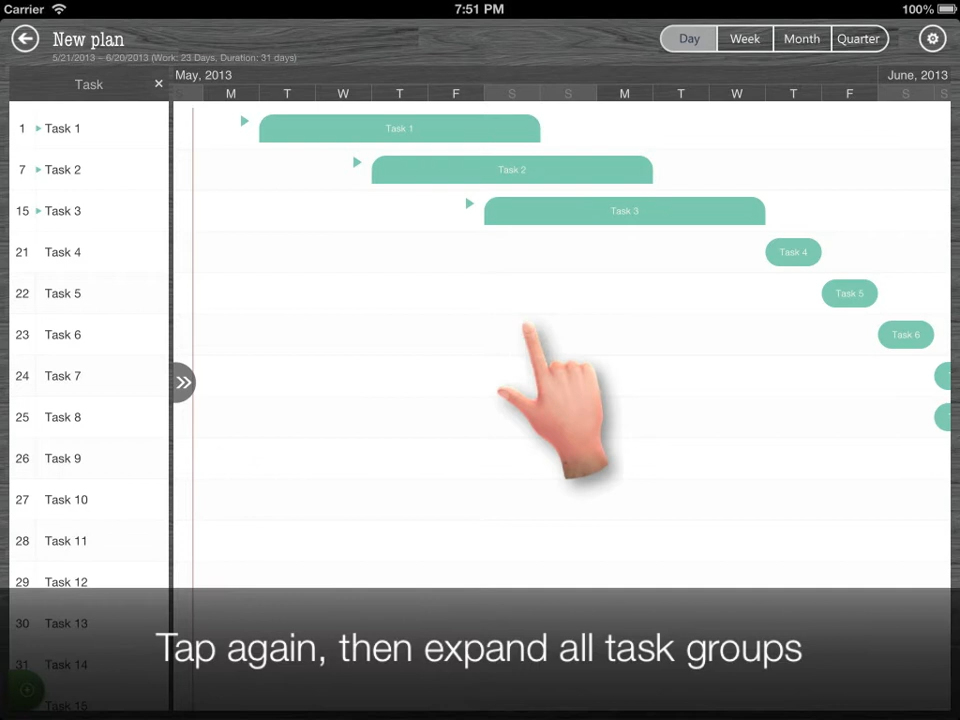 Carrier 7:51 PM 100%
New plan
5/21/2013 – 6/20/2013 (Work: 23 Days, Duration: 31 days)
Day Week Month Quarter
Task ×
May, 2013 June, 2013
M T W T F S S M T W T F S S
1 Task 1 Task 1
7 Task 2 Task 2
15 Task 3 Task 3
21 Task 4 Task 4
22 Task 5 Task 5
23 Task 6 Task 6
24 Task 7
25 Task 8
26 Task 9
27 Task 10
28 Task 11
29 Task 12
30 Task 13
31 Task 14
Task 15
Tap again, then expand all task groups